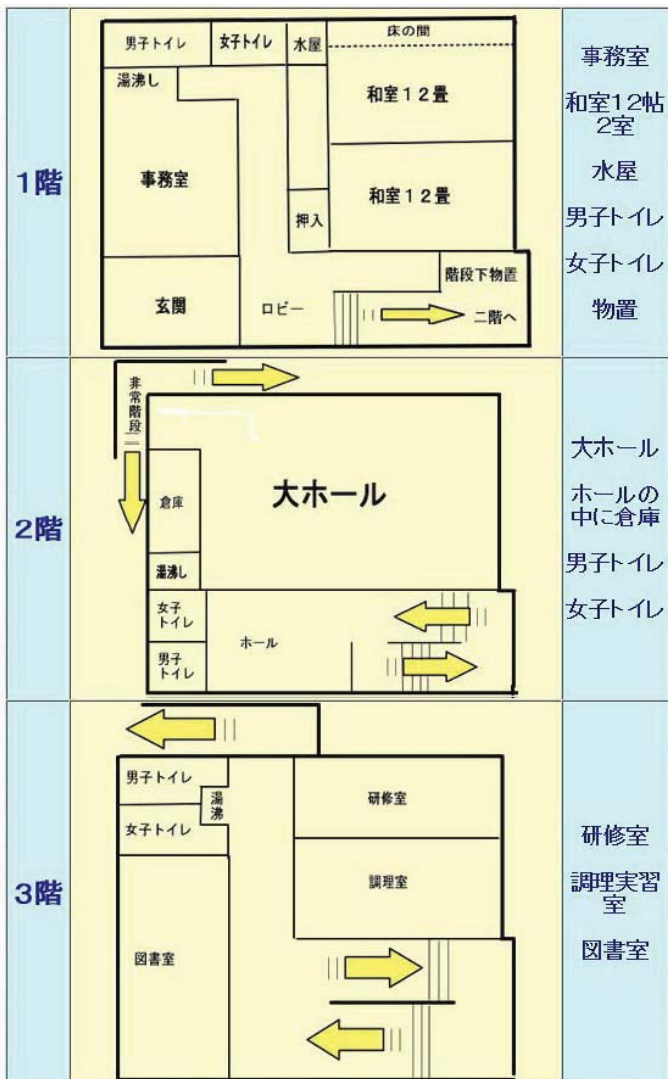 1階
男子トイレ
女子トイレ
水屋
床の間
湯沸し
和室12畳
事務室
和室12畳
押入
階段下物置
玄関
ロビー
二階へ
事務室
和室12帖
2室
水屋
男子トイレ
女子トイレ
物置
2階
非常階段
大ホール
倉庫
湯沸し
女子
トイレ
ホール
男子
トイレ
大ホール
ホールの
中に倉庫
男子トイレ
女子トイレ
3階
男子トイレ
湯沸
女子トイレ
研修室
調理室
図書室
研修室
調理実習
室
図書室